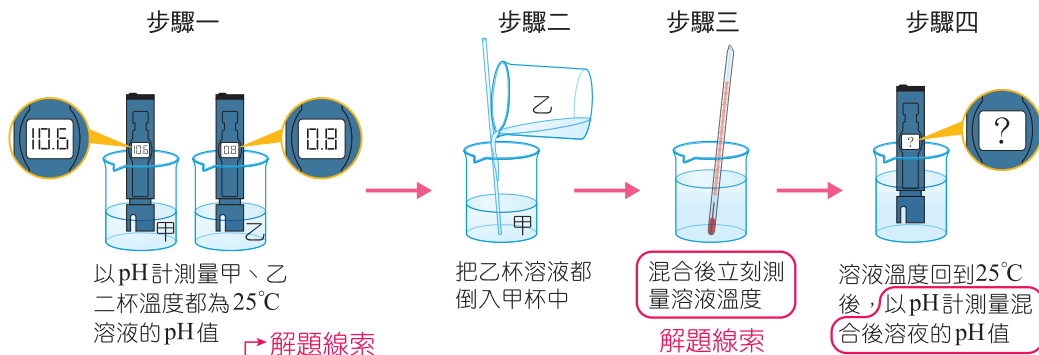 步驟一
步驟二
步驟三
步驟四
10.6
10.6
0.8
0.8
甲
乙
乙
甲
?
?
以pH計測量甲、乙
二杯溫度都為25℃
溶液的pH值
解題線索
把乙杯溶液都
倒入甲杯中
混合後立刻測
量溶液溫度
解題線索
溶液溫度回到25℃
後，以pH計測量混
合後溶夜的pH值